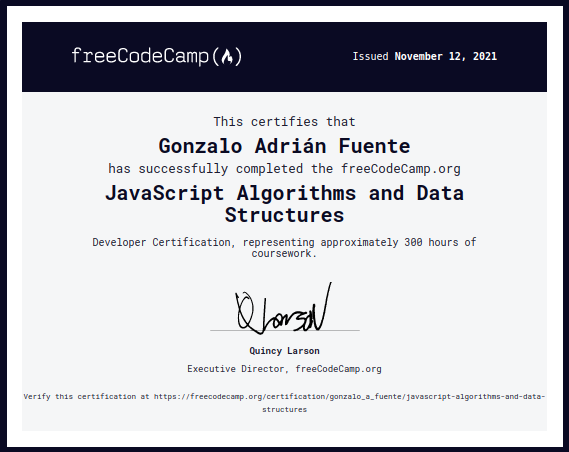 freeCodeCamp(🔥)
Issued November 12, 2021
This certifies that
Gonzalo Adrián Fuente
has successfully completed the freeCodeCamp.org
JavaScript Algorithms and Data
Structures
Developer Certification, representing approximately 300 hours of
coursework.
Quincy Larson
Executive Director, freeCodeCamp.org
Verify this certification at https://freecodecamp.org/certification/gonzalo_a_fuente/javascript-algorithms-and-data-
structures